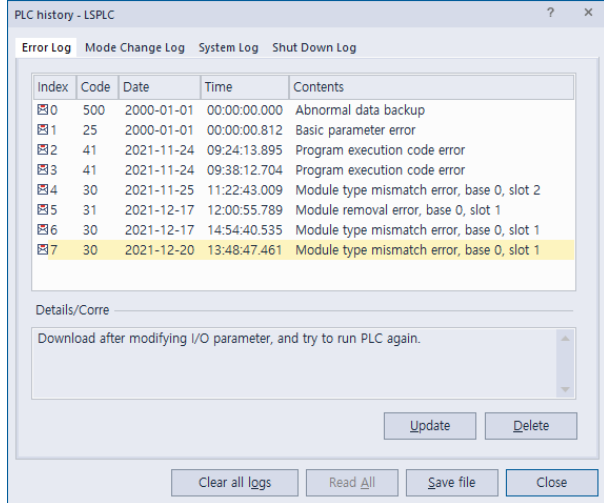 PLC history - LSPLC ? ×
Error Log Mode Change Log System Log Shut Down Log
Index Code Date Time Contents
0 500 2000-01-01 00:00:00.000 Abnormal data backup
1 25 2000-01-01 00:00:00.812 Basic parameter error
2 41 2021-11-24 09:24:13.895 Program execution code error
3 41 2021-11-24 09:38:12.704 Program execution code error
4 30 2021-11-25 11:22:43.009 Module type mismatch error, base 0, slot 2
5 31 2021-12-17 12:00:55.789 Module removal error, base 0, slot 1
6 30 2021-12-17 14:54:40.535 Module type mismatch error, base 0, slot 1
7 30 2021-12-20 13:48:47.461 Module type mismatch error, base 0, slot 1
Details/Corre
Download after modifying I/O parameter, and try to run PLC again.
Update Delete
Clear all logs Read All Save file Close